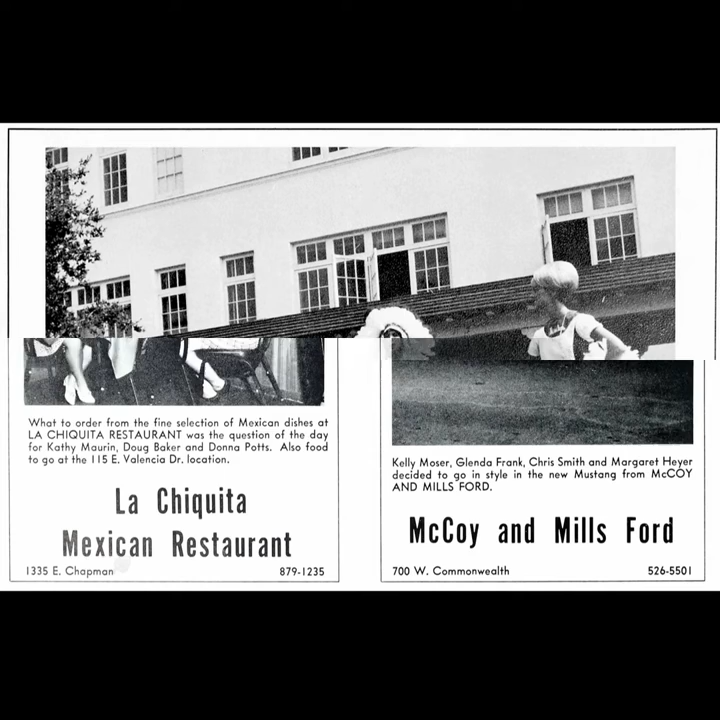 What to order from the fine selection of Mexican dishes at
LA CHIQUITA RESTAURANT was the question of the day
for Kathy Maurin, Doug Baker and Donna Potts. Also food
to go at the 115 E. Valencia Dr. location.
La Chiquita
Mexican Restaurant
1335 E. Chapman 879-1235
Kelly Moser, Glenda Frank, Chris Smith and Margaret Heyer
decided to go in style in the new Mustang from McCOY
AND MILLS FORD.
McCoy and Mills Ford
700 W. Commonwealth 526-5501